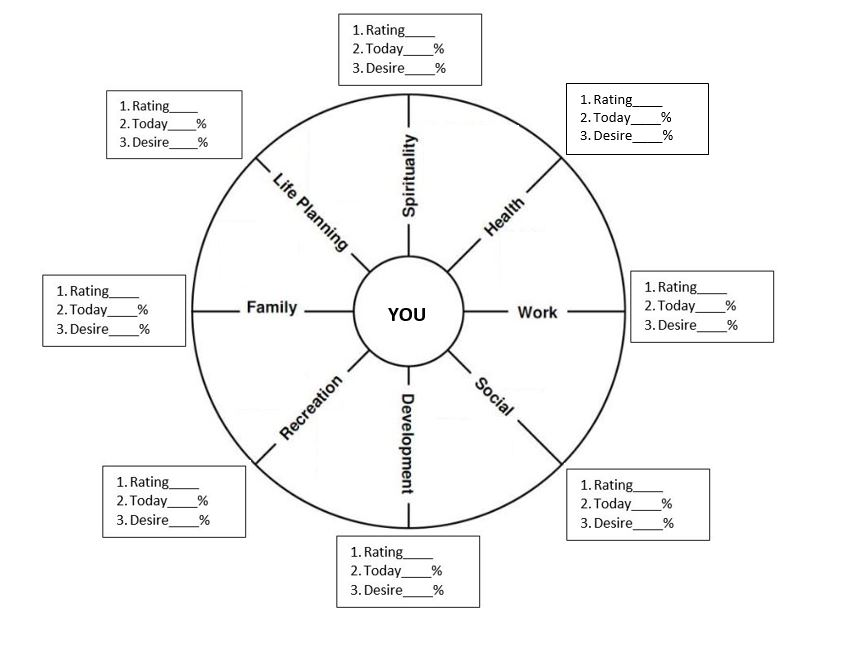 1. Rating____
2. Today____%
3. Desire____%
1. Rating____
2. Today____%
3. Desire____%
1. Rating____
2. Today____%
3. Desire____%
Spirituality
Life Planning
Health
1. Rating____
2. Today____%
3. Desire____%
Family
YOU
Work
1. Rating____
2. Today____%
3. Desire____%
Recreation
Development
Social
1. Rating____
2. Today____%
3. Desire____%
1. Rating____
2. Today____%
3. Desire____%
1. Rating____
2. Today____%
3. Desire____%